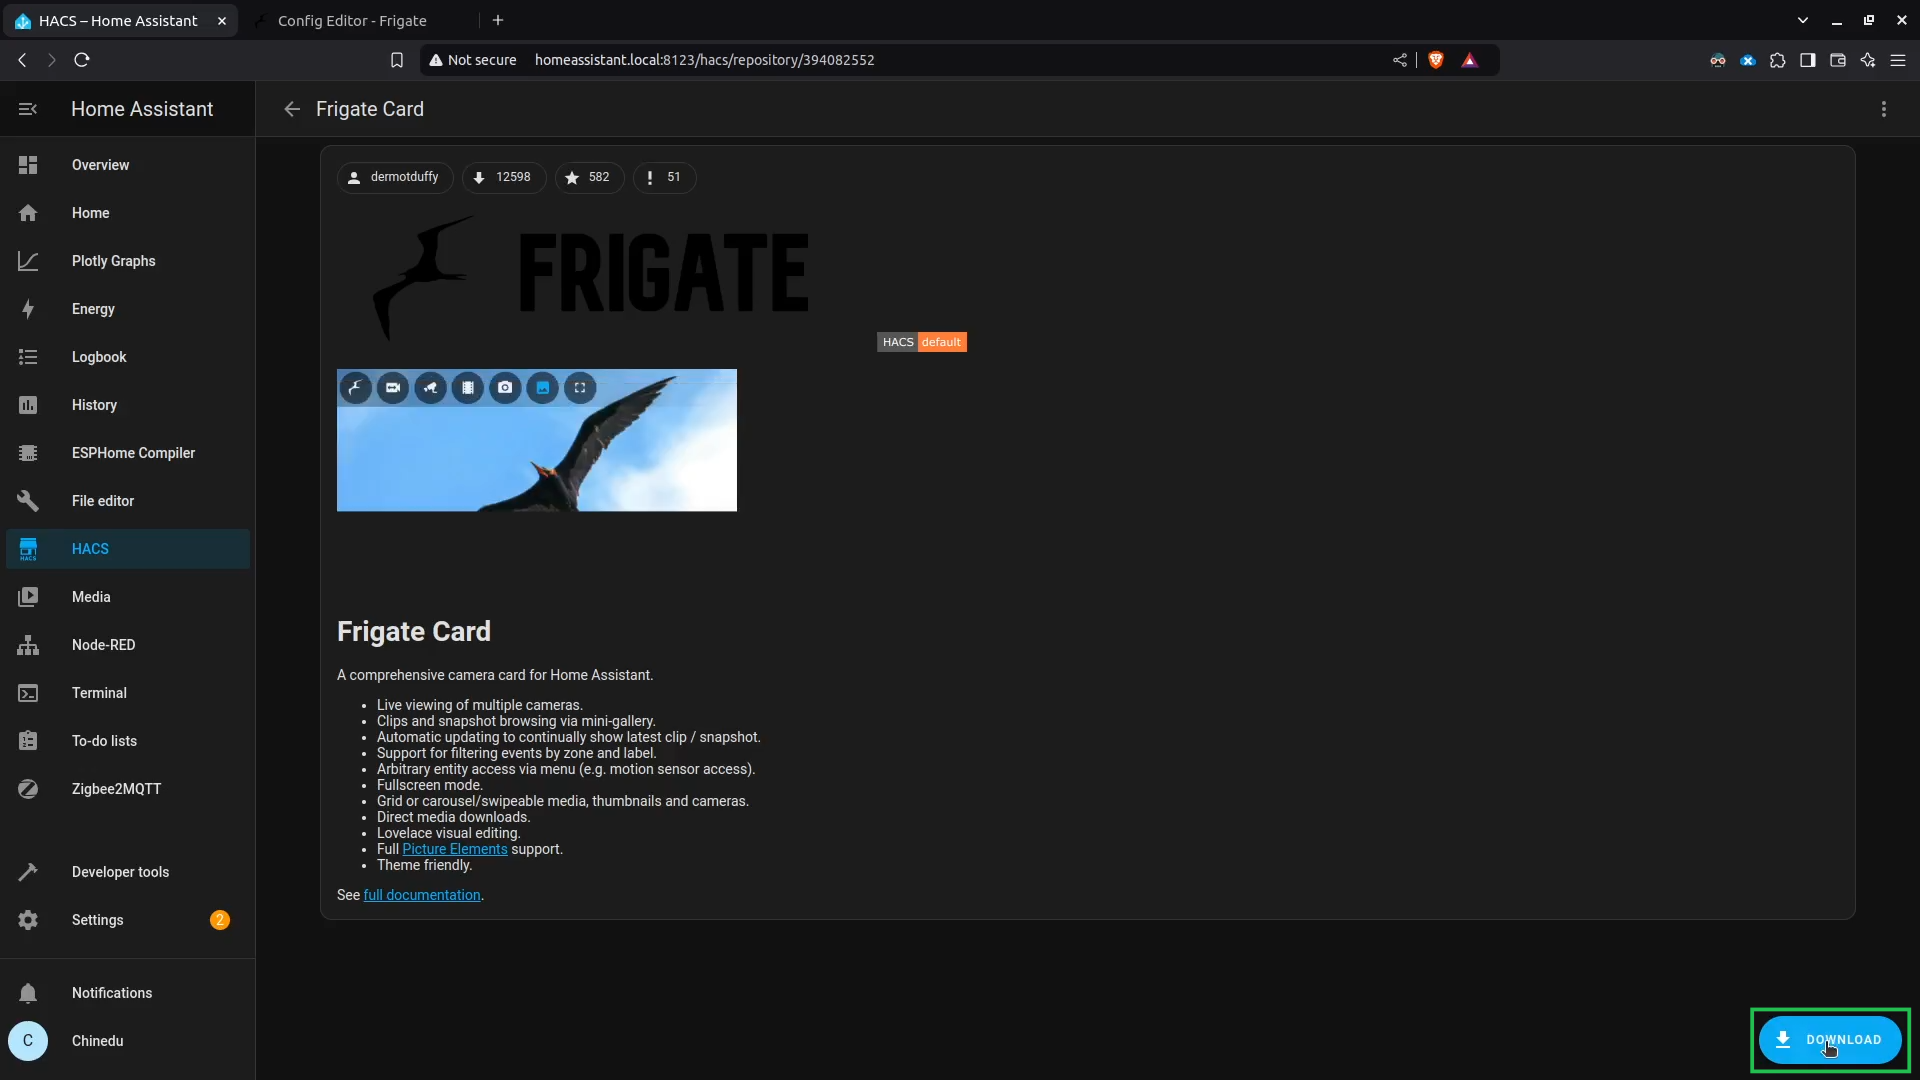 HACS – Home Assistant
Config Editor - Frigate
Not secure
homeassistant.local:8123/hacs/repository/394082552
Home Assistant
Frigate Card
Overview
Home
Plotly Graphs
Energy
Logbook
History
ESPHome Compiler
File editor
HACS
HACS
Media
Node-RED
Terminal
To-do lists
Zigbee2MQTT
Developer tools
Settings
2
Notifications
C
Chinedu
dermotduffy
12598
582
51
FRIGATE
HACS default
Frigate Card
A comprehensive camera card for Home Assistant.
• Live viewing of multiple cameras.
• Clips and snapshot browsing via mini-gallery.
• Automatic updating to continually show latest clip / snapshot.
• Support for filtering events by zone and label.
• Arbitrary entity access via menu (e.g. motion sensor access).
• Fullscreen mode.
• Grid or carousel/swipeable media, thumbnails and cameras.
• Direct media downloads.
• Lovelace visual editing.
• Full Picture Elements support.
• Theme friendly.
See full documentation.
DOWNLOAD